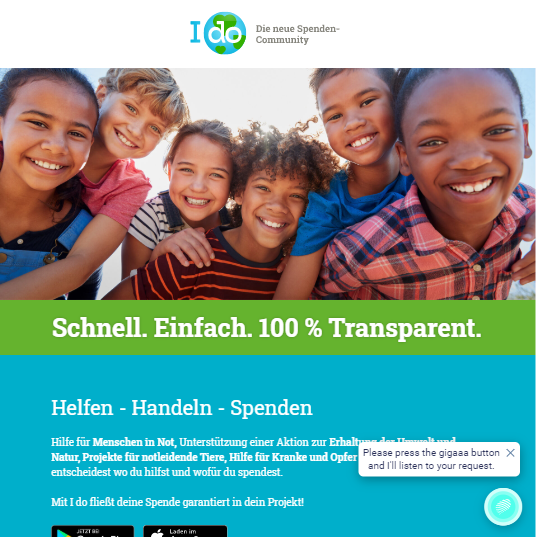 I do
Die neue Spenden-
Community
Schnell. Einfach. 100 % Transparent.
Helfen - Handeln - Spenden
Hilfe für Menschen in Not, Unterstützung einer Aktion zur Erhaltung der Umwelt und
Natur, Projekte für notleidende Tiere, Hilfe für Kranke und Opfer
entscheidest wo du hilfst und wofür du spendest.
Mit I do fließt deine Spende garantiert in dein Projekt!
Please press the gigaaa button
and I'll listen to your request.
JETZT BEI
Laden im